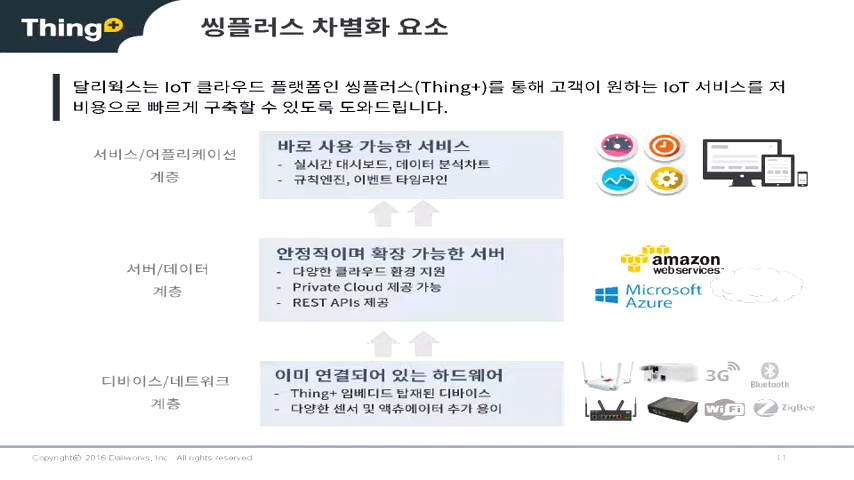 Thing+
씽플러스 차별화 요소
달리웍스는 IoT 클라우드 플랫폼인 씽플러스(Thing+)를 통해 고객이 원하는 IoT 서비스를 저
비용으로 빠르게 구축할 수 있도록 도와드립니다.
서비스/어플리케이션
계층
바로 사용 가능한 서비스
- 실시간 대시보드, 데이터 분석차트
- 규칙엔진, 이벤트 타임라인
서버/데이터
계층
안정적이며 확장 가능한 서버
- 다양한 클라우드 환경 지원
- Private Cloud 제공 가능
- REST APIs 제공
amazon
webservices™
Microsoft
Azure
디바이스/네트워크
계층
이미 연결되어 있는 하드웨어
- Thing+ 임베디드 탑재된 디바이스
- 다양한 센서 및 액츄에이터 추가 용이
3G
Bluetooth
WiFi
ZigBee
Copyrightⓒ 2016 Daliworks, Inc. All rights reserved
11